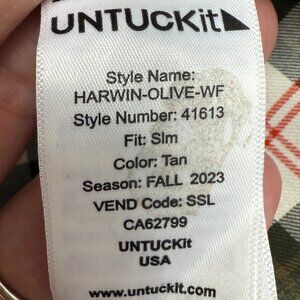 UNTUCKit
Style Name:
HARWIN-OLIVE-WF
Style Number: 41613
Fit: Slm
Color: Tan
Season: FALL 2023
VEND Code: SSL
CA62799
UNTUCKit
USA
www.untuckit.com